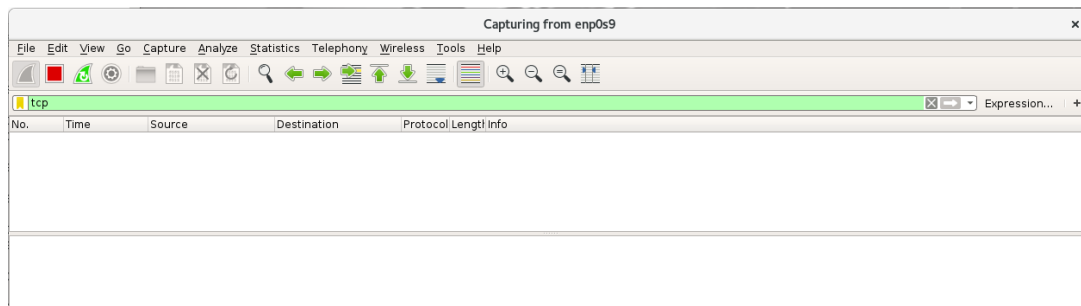 Capturing from enp0s9
File Edit View Go Capture Analyze Statistics Telephony Wireless Tools Help
tcp Expression... +
No. Time Source Destination Protocol Lengtl Info